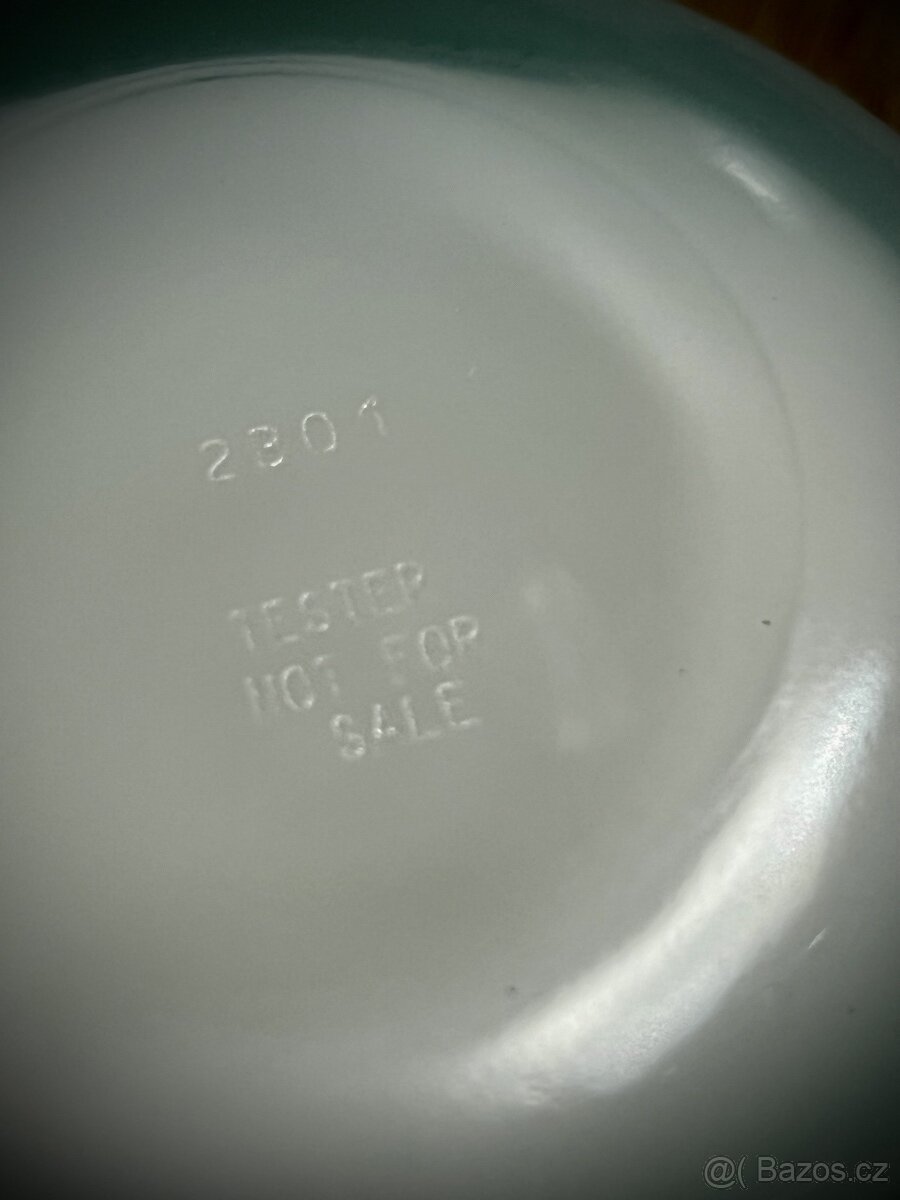 2301
TESTER
NOT FOR
SALE
@( Bazos.cz